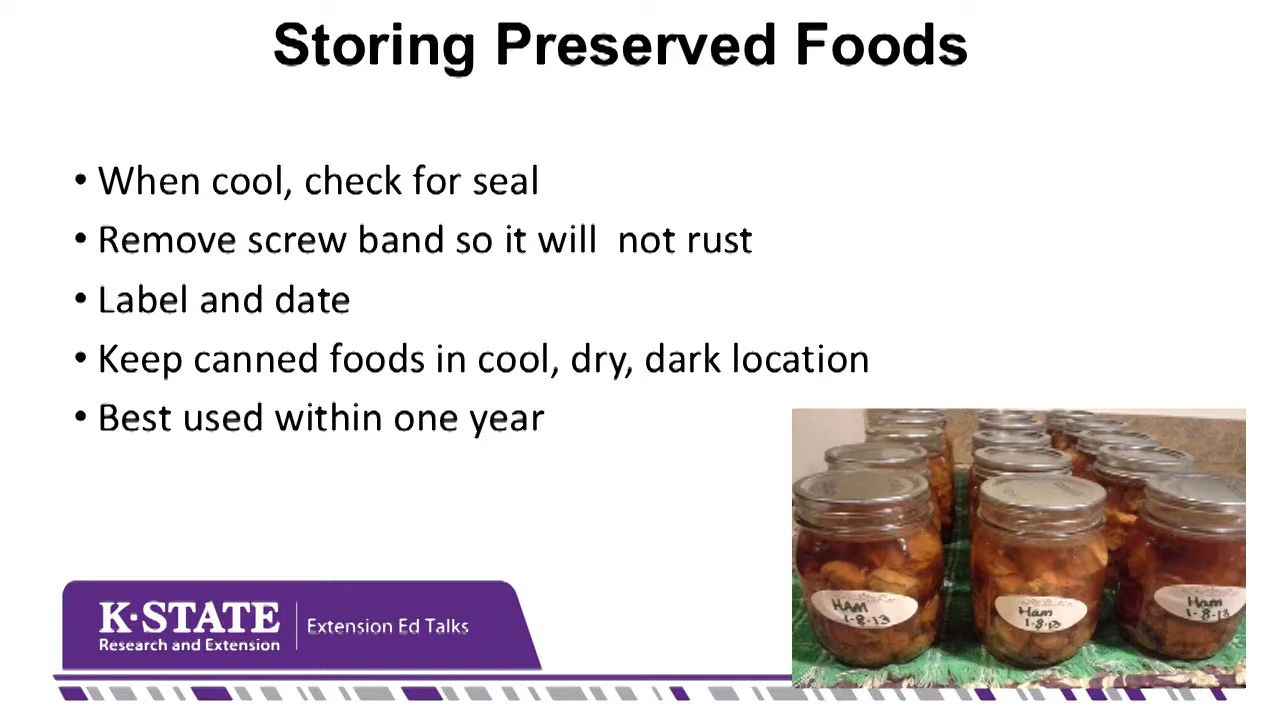 Storing Preserved Foods
• When cool, check for seal
• Remove screw band so it will  not rust
• Label and date
• Keep canned foods in cool, dry, dark location
• Best used within one year
K•STATE
Research and Extension
Extension Ed Talks
HAM
1-8-13
Ham
1-8-13
Ham
1-8-13